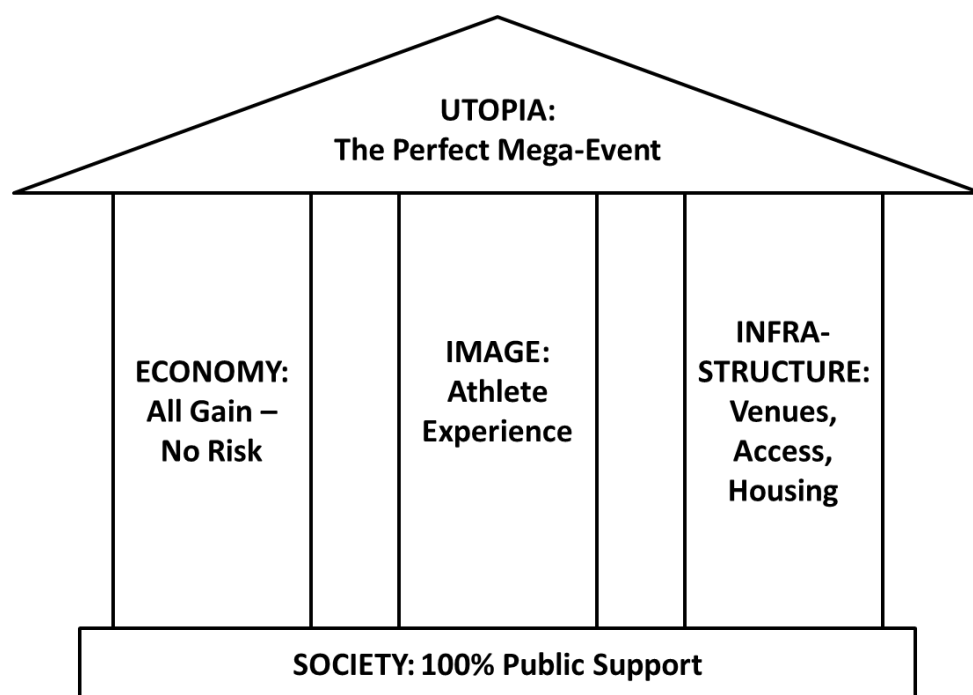 UTOPIA:
The Perfect Mega-Event
ECONOMY:
All Gain –
No Risk
IMAGE:
Athlete
Experience
INFRA-
STRUCTURE:
Venues,
Access,
Housing
SOCIETY: 100% Public Support